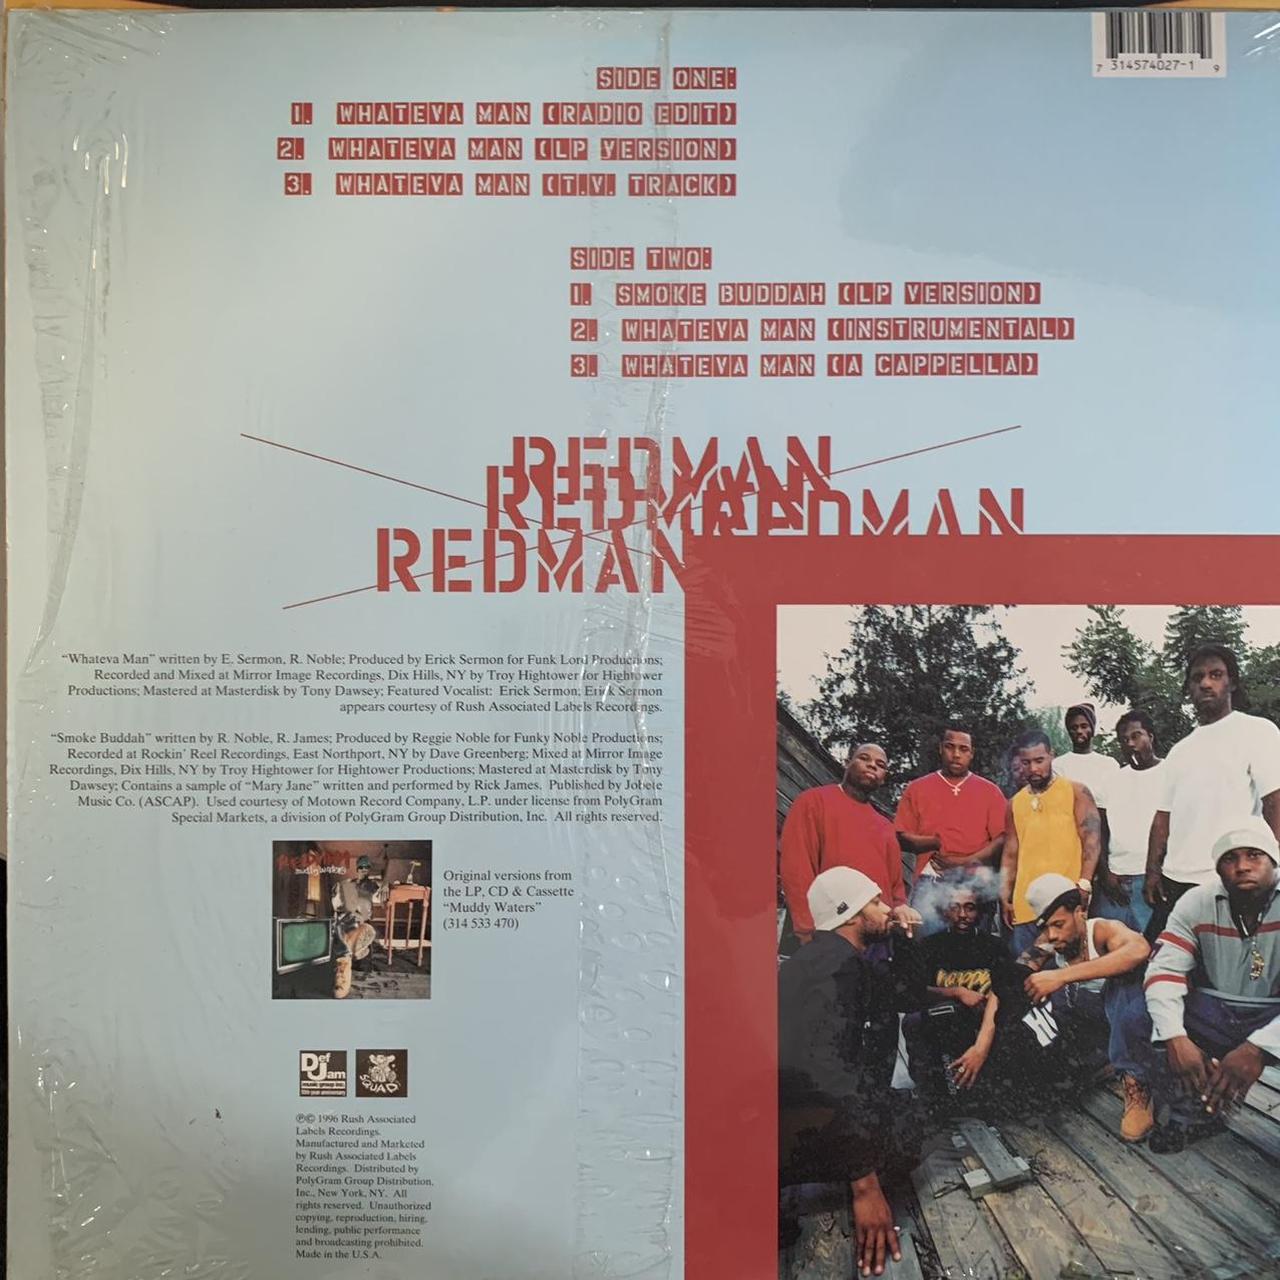 7 314574027-1 9
SIDE ONE:
1. WHATEVA MAN (RADIO EDIT)
2. WHATEVA MAN (LP VERSION)
3. WHATEVA MAN (T.V. TRACK)
SIDE TWO:
1. SMOKE BUDDAH (LP VERSION)
2. WHATEVA MAN (INSTRUMENTAL)
3. WHATEVA MAN (A CAPPELLA)
REDMAN
REDMAN
REDMAN
REDMAN
“Whateva Man” written by E. Sermon, R. Noble; Produced by Erick Sermon for Funk Lord Productions;
Recorded and Mixed at Mirror Image Recordings, Dix Hills, NY by Troy Hightower for Hightower
Productions; Mastered at Masterdisk by Tony Dawsey; Featured Vocalist: Erick Sermon; Erick Sermon
appears courtesy of Rush Associated Labels Recordings.
“Smoke Buddah” written by R. Noble, R. James; Produced by Reggie Noble for Funky Noble Productions;
Recorded at Rockin’ Reel Recordings, East Northport, NY by Dave Greenberg; Mixed at Mirror Image
Recordings, Dix Hills, NY by Troy Hightower for Hightower Productions; Mastered at Masterdisk by Tony
Dawsey; Contains a sample of “Mary Jane” written and performed by Rick James. Published by Jobete
Music Co. (ASCAP). Used courtesy of Motown Record Company, L.P. under license from PolyGram
Special Markets, a division of PolyGram Group Distribution, Inc. All rights reserved.
REDMAN
muddy waters
Original versions from
the LP, CD & Cassette
“Muddy Waters”
(314 533 470)
Def
Jam
music group inc.
10th year anniversary
SQUAD
℗© 1996 Rush Associated
Labels Recordings.
Manufactured and Marketed
by Rush Associated Labels
Recordings. Distributed by
PolyGram Group Distribution,
Inc., New York, NY. All
rights reserved. Unauthorized
copying, reproduction, hiring,
lending, public performance
and broadcasting prohibited.
Made in the U.S.A.
nappy